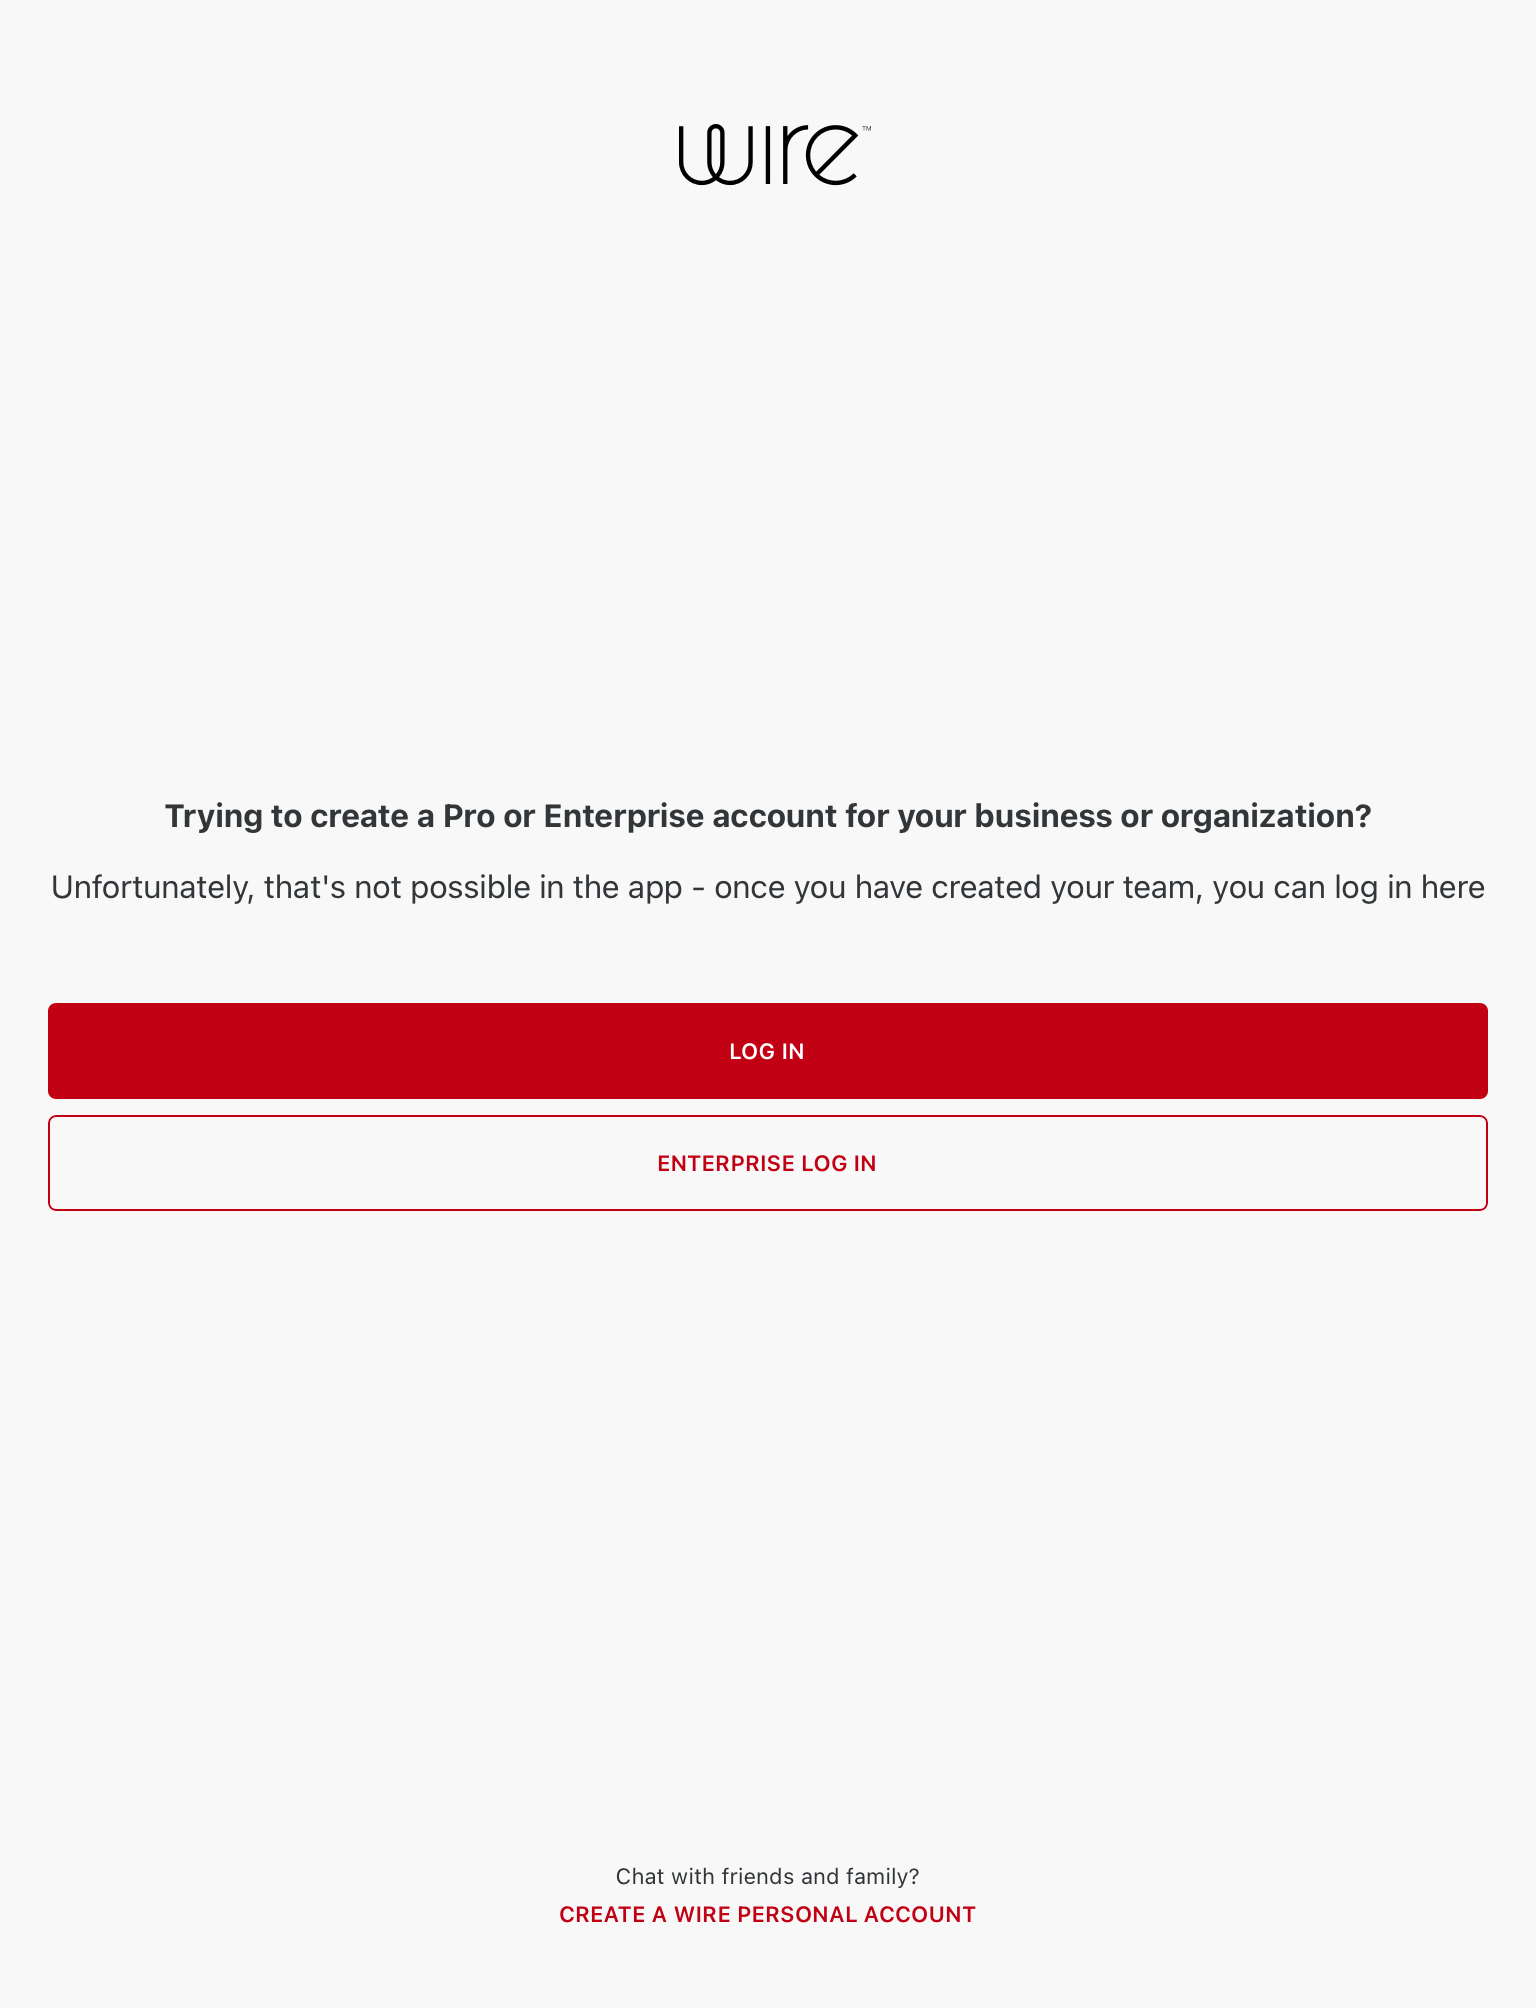 wire™
Trying to create a Pro or Enterprise account for your business or organization?
Unfortunately, that's not possible in the app - once you have created your team, you can log in here
LOG IN
ENTERPRISE LOG IN
Chat with friends and family?
CREATE A WIRE PERSONAL ACCOUNT